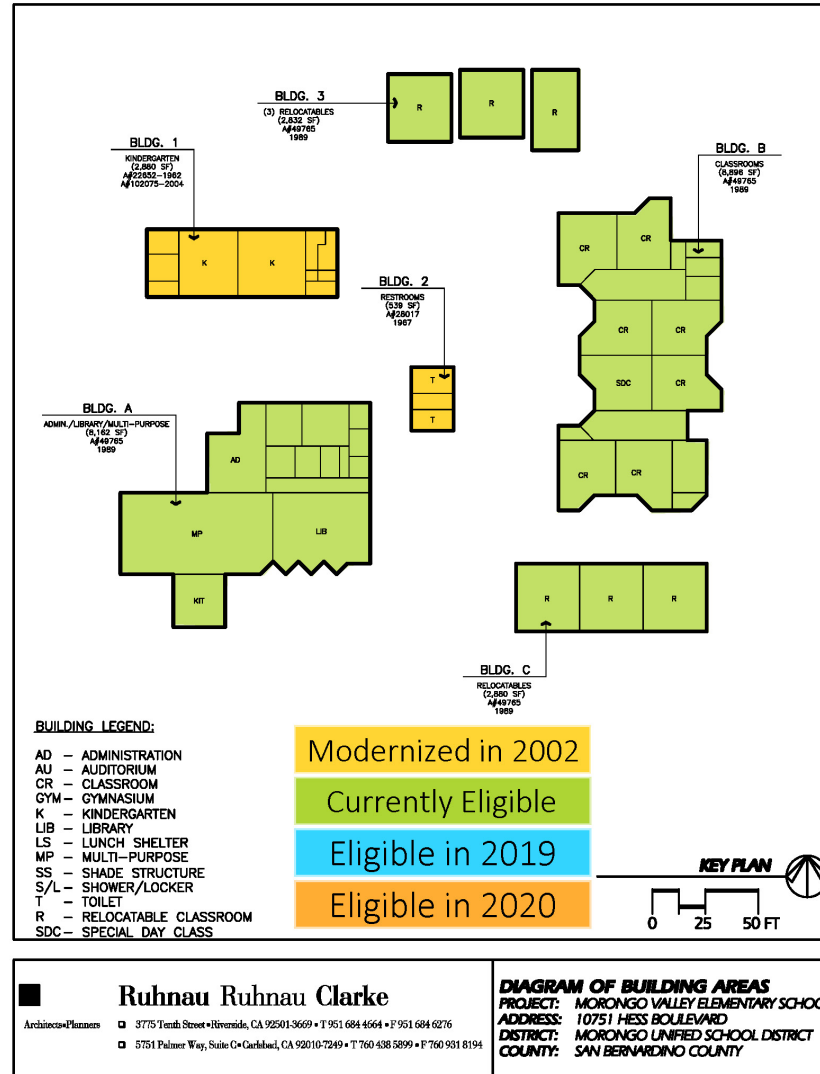 BLDG. 3
(3) RELOCATABLES
(2,832 SF)
A#49765
1989
R
R
R
BLDG. 1
KINDERGARTEN
(2,880 SF)
A#22652-1962
A#102075-2004
K
K
BLDG. B
CLASSROOMS
(8,896 SF)
A#49765
1989
CR
CR
CR
CR
SDC
CR
CR
CR
BLDG. 2
RESTROOMS
(539 SF)
A#28017
1967
T
T
BLDG. A
ADMIN./LIBRARY/MULTI-PURPOSE
(8,162 SF)
A#49765
1989
AD
MP
LIB
KIT
R
R
R
BLDG. C
RELOCATABLES
(2,880 SF)
A#49765
1989
BUILDING LEGEND:
AD - ADMINISTRATION
AU - AUDITORIUM
CR - CLASSROOM
GYM - GYMNASIUM
K - KINDERGARTEN
LIB - LIBRARY
LS - LUNCH SHELTER
MP - MULTI-PURPOSE
SS - SHADE STRUCTURE
S/L - SHOWER/LOCKER
T - TOILET
R - RELOCATABLE CLASSROOM
SDC - SPECIAL DAY CLASS
Modernized in 2002
Currently Eligible
Eligible in 2019
Eligible in 2020
KEY PLAN
0 25 50 FT
Ruhnau Ruhnau Clarke
Architects▪Planners
3775 Tenth Street ▪ Riverside, CA 92501-3669 ▪ T 951 684 4664 ▪ F 951 684 6276
5751 Palmer Way, Suite C ▪ Carlsbad, CA 92010-7249 ▪ T 760 438 5899 ▪ F 760 931 8194
DIAGRAM OF BUILDING AREAS
PROJECT: MORONGO VALLEY ELEMENTARY SCHOO
ADDRESS: 10751 HESS BOULEVARD
DISTRICT: MORONGO UNIFIED SCHOOL DISTRICT
COUNTY: SAN BERNARDINO COUNTY